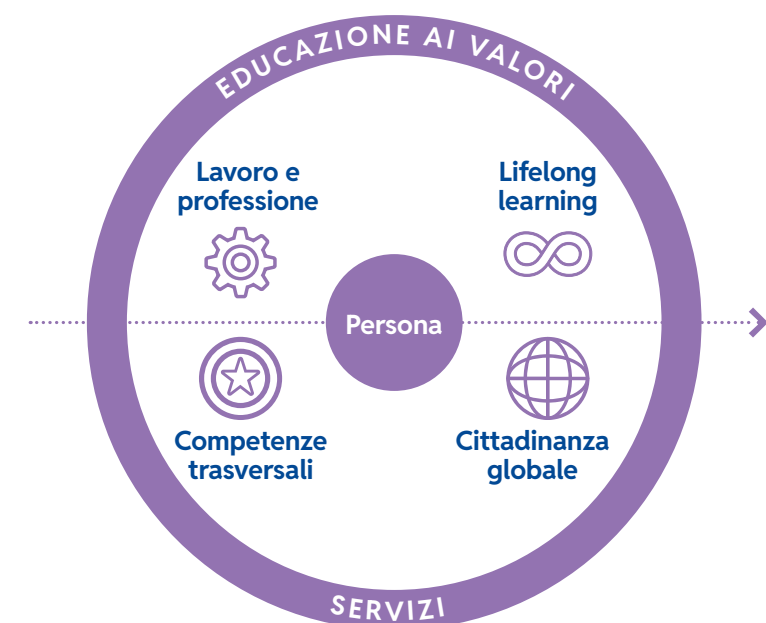 EDUCAZIONE AI VALORI
Lavoro e
professione
Lifelong
learning
Persona
Competenze
trasversali
Cittadinanza
globale
SERVIZI